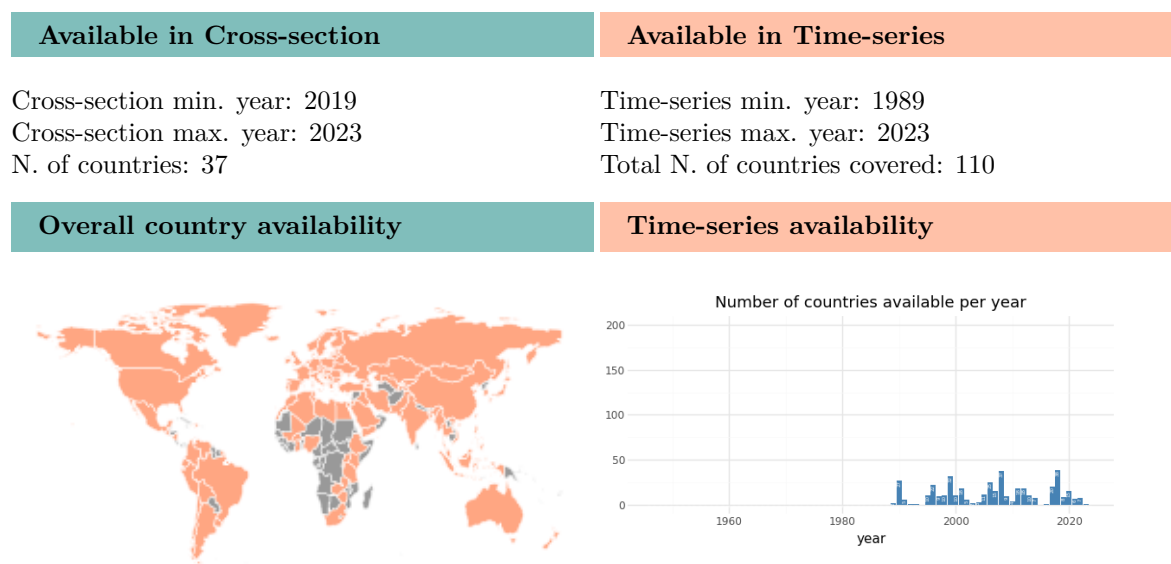 Available in Cross-section
Available in Time-series
Cross-section min. year: 2019
Cross-section max. year: 2023
N. of countries: 37
Time-series min. year: 1989
Time-series max. year: 2023
Total N. of countries covered: 110
Overall country availability
Time-series availability
Number of countries available per year
200
150
100
50
0
1960 1980 2000 2020
year